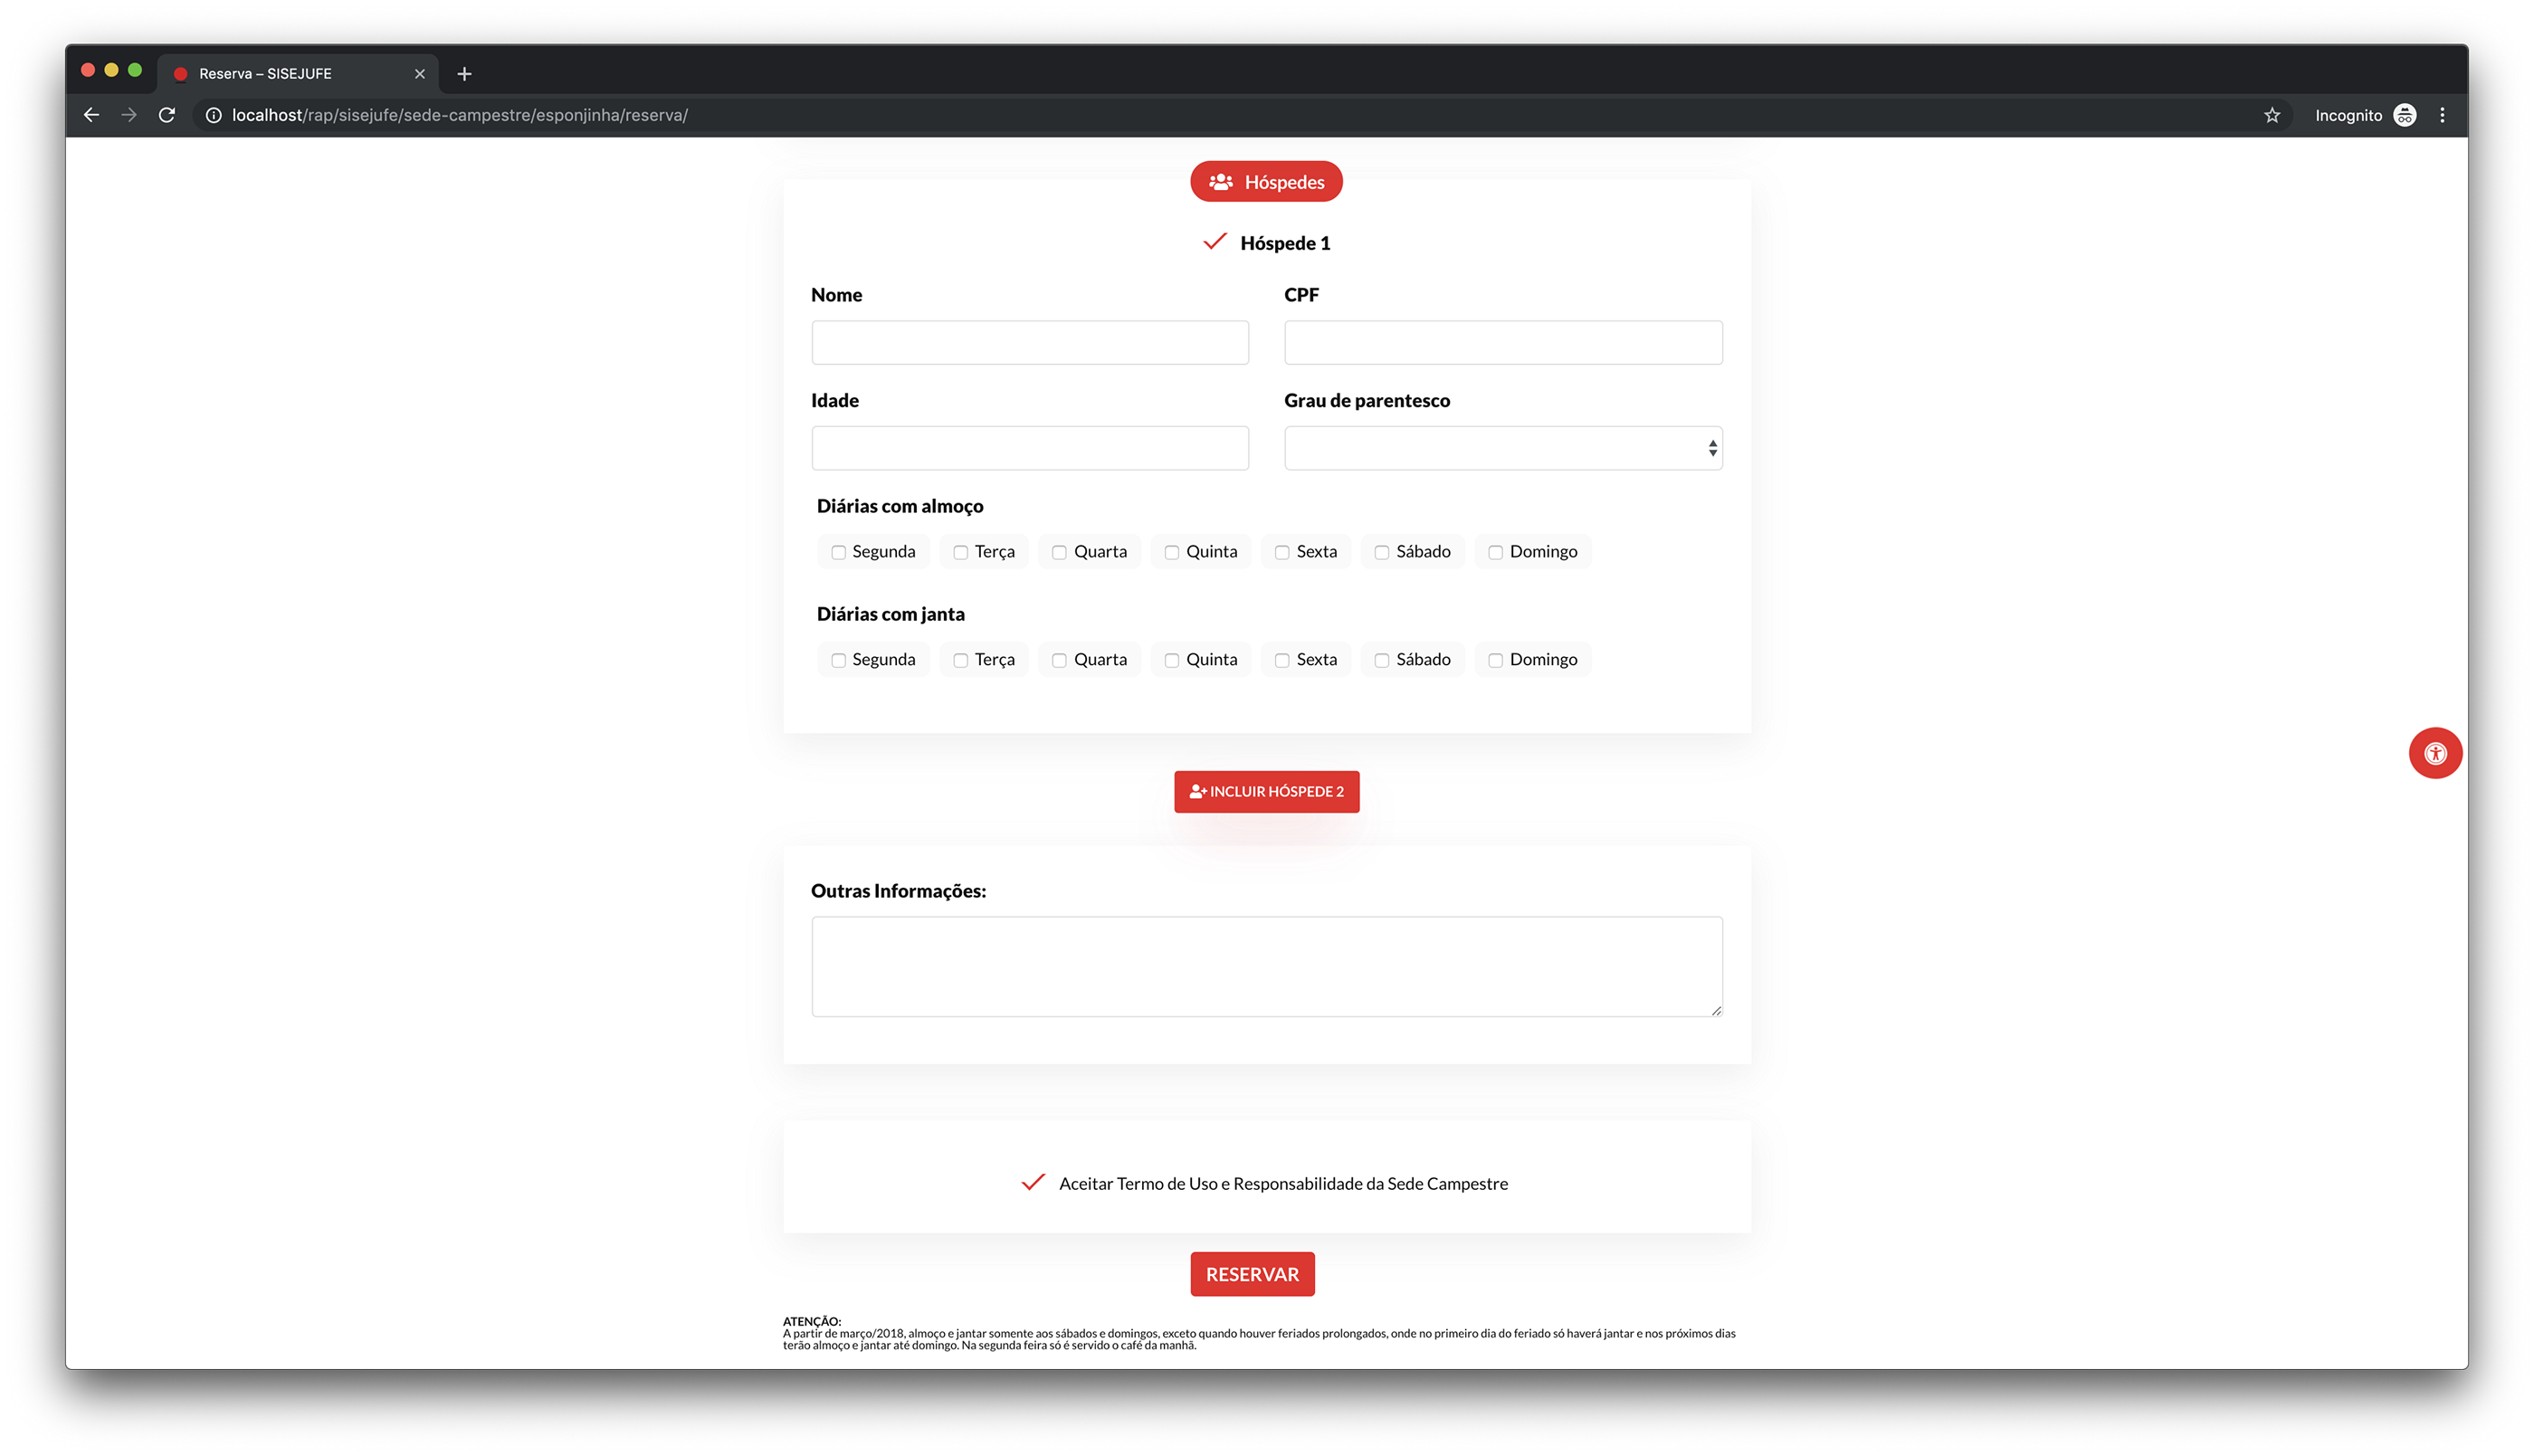 Reserva – SISEJUFE
localhost/rap/sisejufe/sede-campestre/esponjinha/reserva/
Incognito
Hóspedes
Hóspede 1
Nome CPF
Idade Grau de parentesco
Diárias com almoço
Segunda Terça Quarta Quinta Sexta Sábado Domingo
Diárias com janta
Segunda Terça Quarta Quinta Sexta Sábado Domingo
INCLUIR HÓSPEDE 2
Outras Informações:
Aceitar Termo de Uso e Responsabilidade da Sede Campestre
RESERVAR
ATENÇÃO:
A partir de março/2018, almoço e jantar somente aos sábados e domingos, exceto quando houver feriados prolongados, onde no primeiro dia do feriado só haverá jantar e nos próximos dias
terão almoço e jantar até domingo. Na segunda feira só é servido o café da manhã.